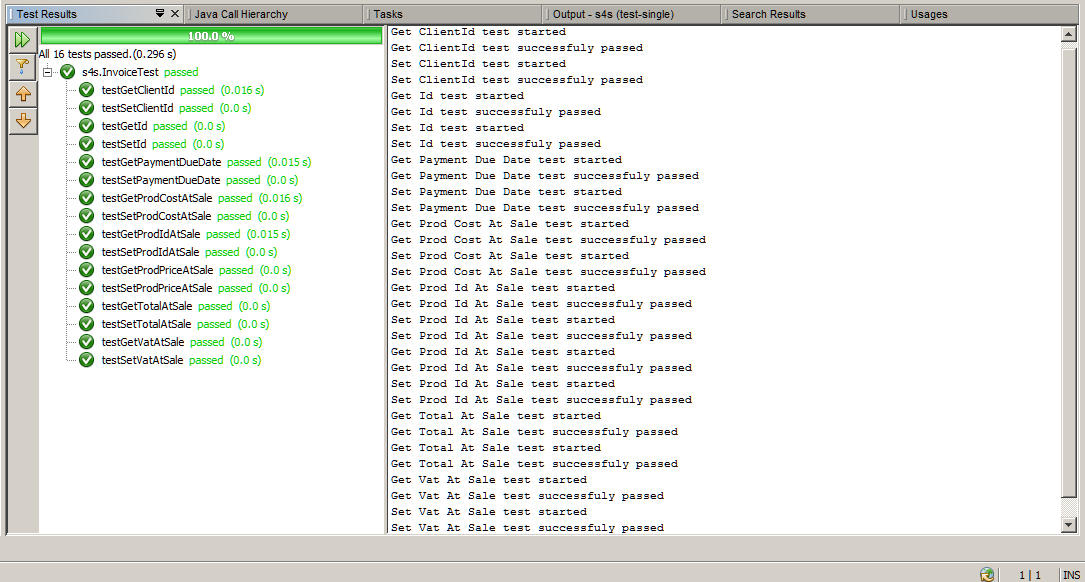 Test Results Java Call Hierarchy Tasks Output - s4s (test-single) Search Results Usages
100.0 %
All 16 tests passed.(0.296 s)
s4s.InvoiceTest passed
testGetClientId passed (0.016 s)
testSetClientId passed (0.0 s)
testGetId passed (0.0 s)
testSetId passed (0.0 s)
testGetPaymentDueDate passed (0.015 s)
testSetPaymentDueDate passed (0.0 s)
testGetProdCostAtSale passed (0.016 s)
testSetProdCostAtSale passed (0.0 s)
testGetProdIdAtSale passed (0.015 s)
testSetProdIdAtSale passed (0.0 s)
testGetProdPriceAtSale passed (0.0 s)
testSetProdPriceAtSale passed (0.0 s)
testGetTotalAtSale passed (0.0 s)
testSetTotalAtSale passed (0.0 s)
testGetVatAtSale passed (0.0 s)
testSetVatAtSale passed (0.0 s)
Get ClientId test started
Get ClientId test successfuly passed
Set ClientId test started
Set ClientId test successfuly passed
Get Id test started
Get Id test successfuly passed
Set Id test started
Set Id test successfuly passed
Get Payment Due Date test started
Get Payment Due Date test successfuly passed
Set Payment Due Date test started
Set Payment Due Date test successfuly passed
Get Prod Cost At Sale test started
Get Prod Cost At Sale test successfuly passed
Set Prod Cost At Sale test started
Set Prod Cost At Sale test successfuly passed
Get Prod Id At Sale test started
Get Prod Id At Sale test successfuly passed
Set Prod Id At Sale test started
Set Prod Id At Sale test successfuly passed
Get Prod Id At Sale test started
Get Prod Id At Sale test successfuly passed
Set Prod Id At Sale test started
Set Prod Id At Sale test successfuly passed
Get Total At Sale test started
Get Total At Sale test successfuly passed
Get Total At Sale test started
Get Total At Sale test successfuly passed
Get Vat At Sale test started
Get Vat At Sale test successfuly passed
Set Vat At Sale test started
Set Vat At Sale test successfuly passed
1 | 1 INS